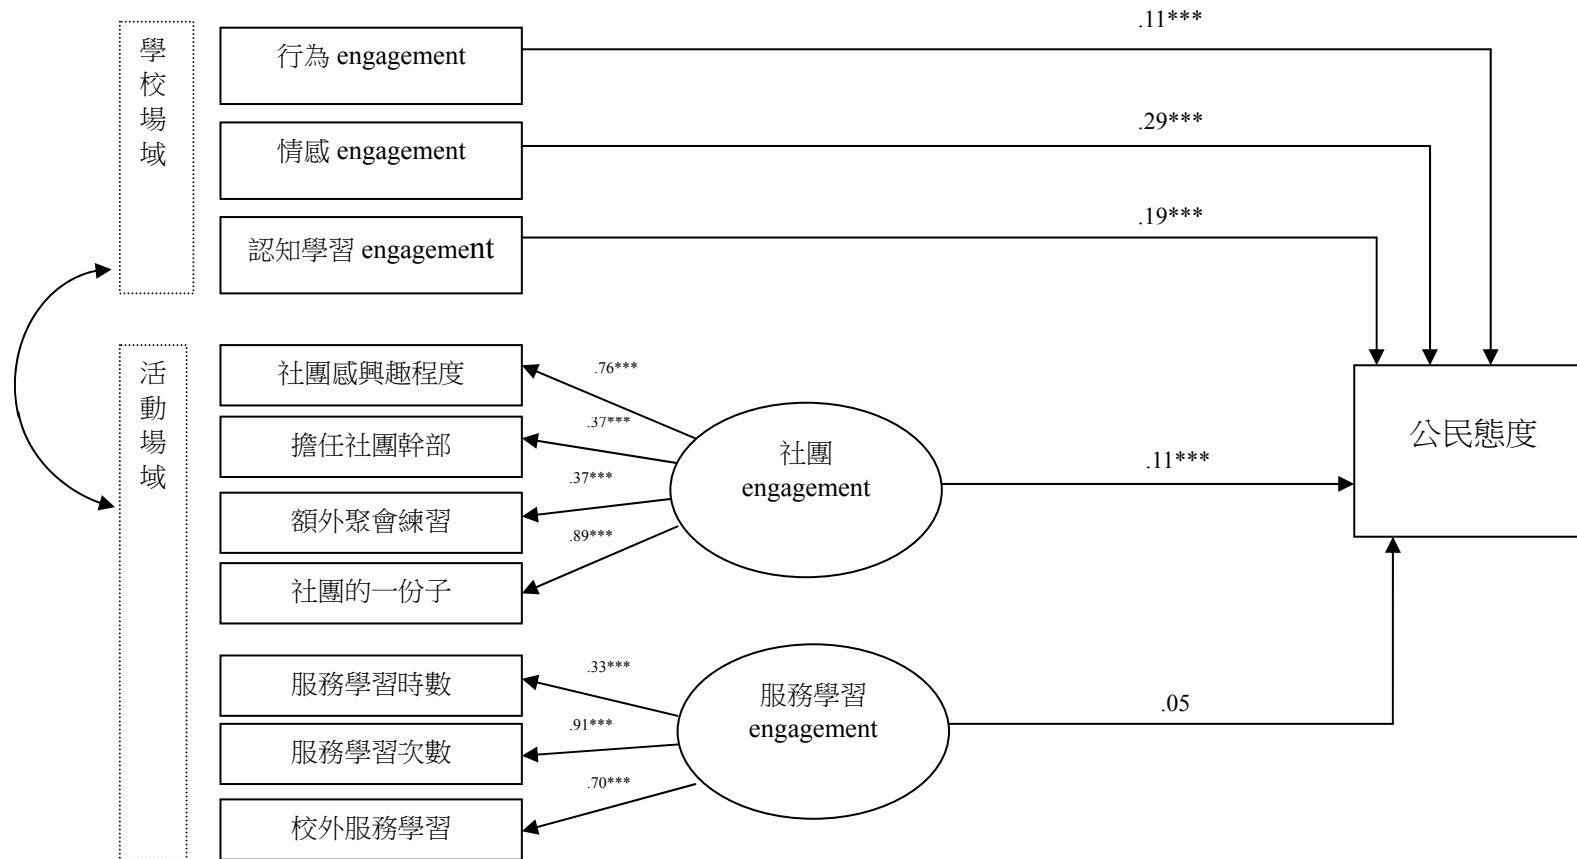 .11***
學校場域
行為 engagement
.29***
情感 engagement
.19***
認知學習 engagement
活動場域
社團感興趣程度
.76***
擔任社團幹部
.37***
社團
engagement
.11***
公民態度
額外聚會練習
.37***
社團的一份子
.89***
服務學習時數
.33***
服務學習
engagement
.05
服務學習次數
.91***
校外服務學習
.70***